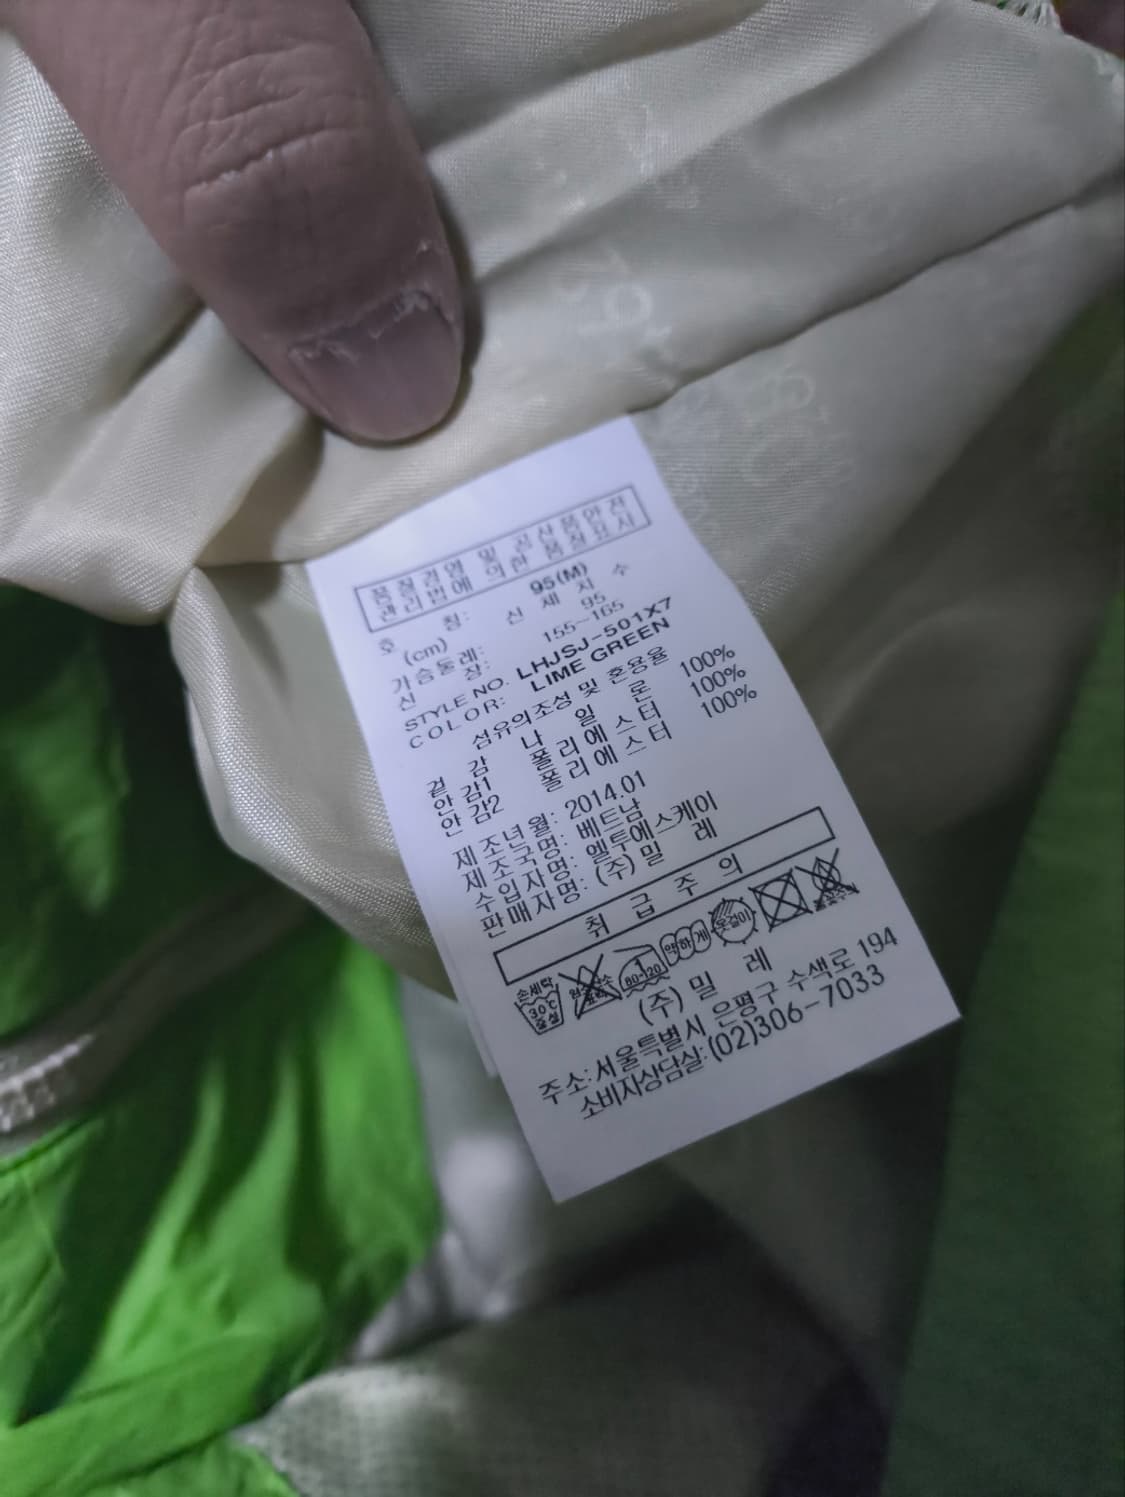 품질경영 및 공산품안전
관리법에 의한 품질표시
호 칭: 95(M)
(cm) 신 체 치 수
가슴둘레: 95
신 장: 155~165
STYLE NO. LHJSJ-501X7
COLOR: LIME GREEN
섬유의조성 및 혼용율
겉 감 나 일 론 100%
안 감1 폴 리 에 스 터 100%
안 감2 폴 리 에 스 터 100%
제조년월: 2014.01
제조국명: 베트남
수입자명: 엘투에스케이
판매자명: (주) 밀 레
취 급 주 의
손세탁 30℃ 중성
80~120
약하게
옷걸이
(주) 밀 레
주소: 서울특별시 은평구 수색로 194
소비자상담실: (02)306-7033